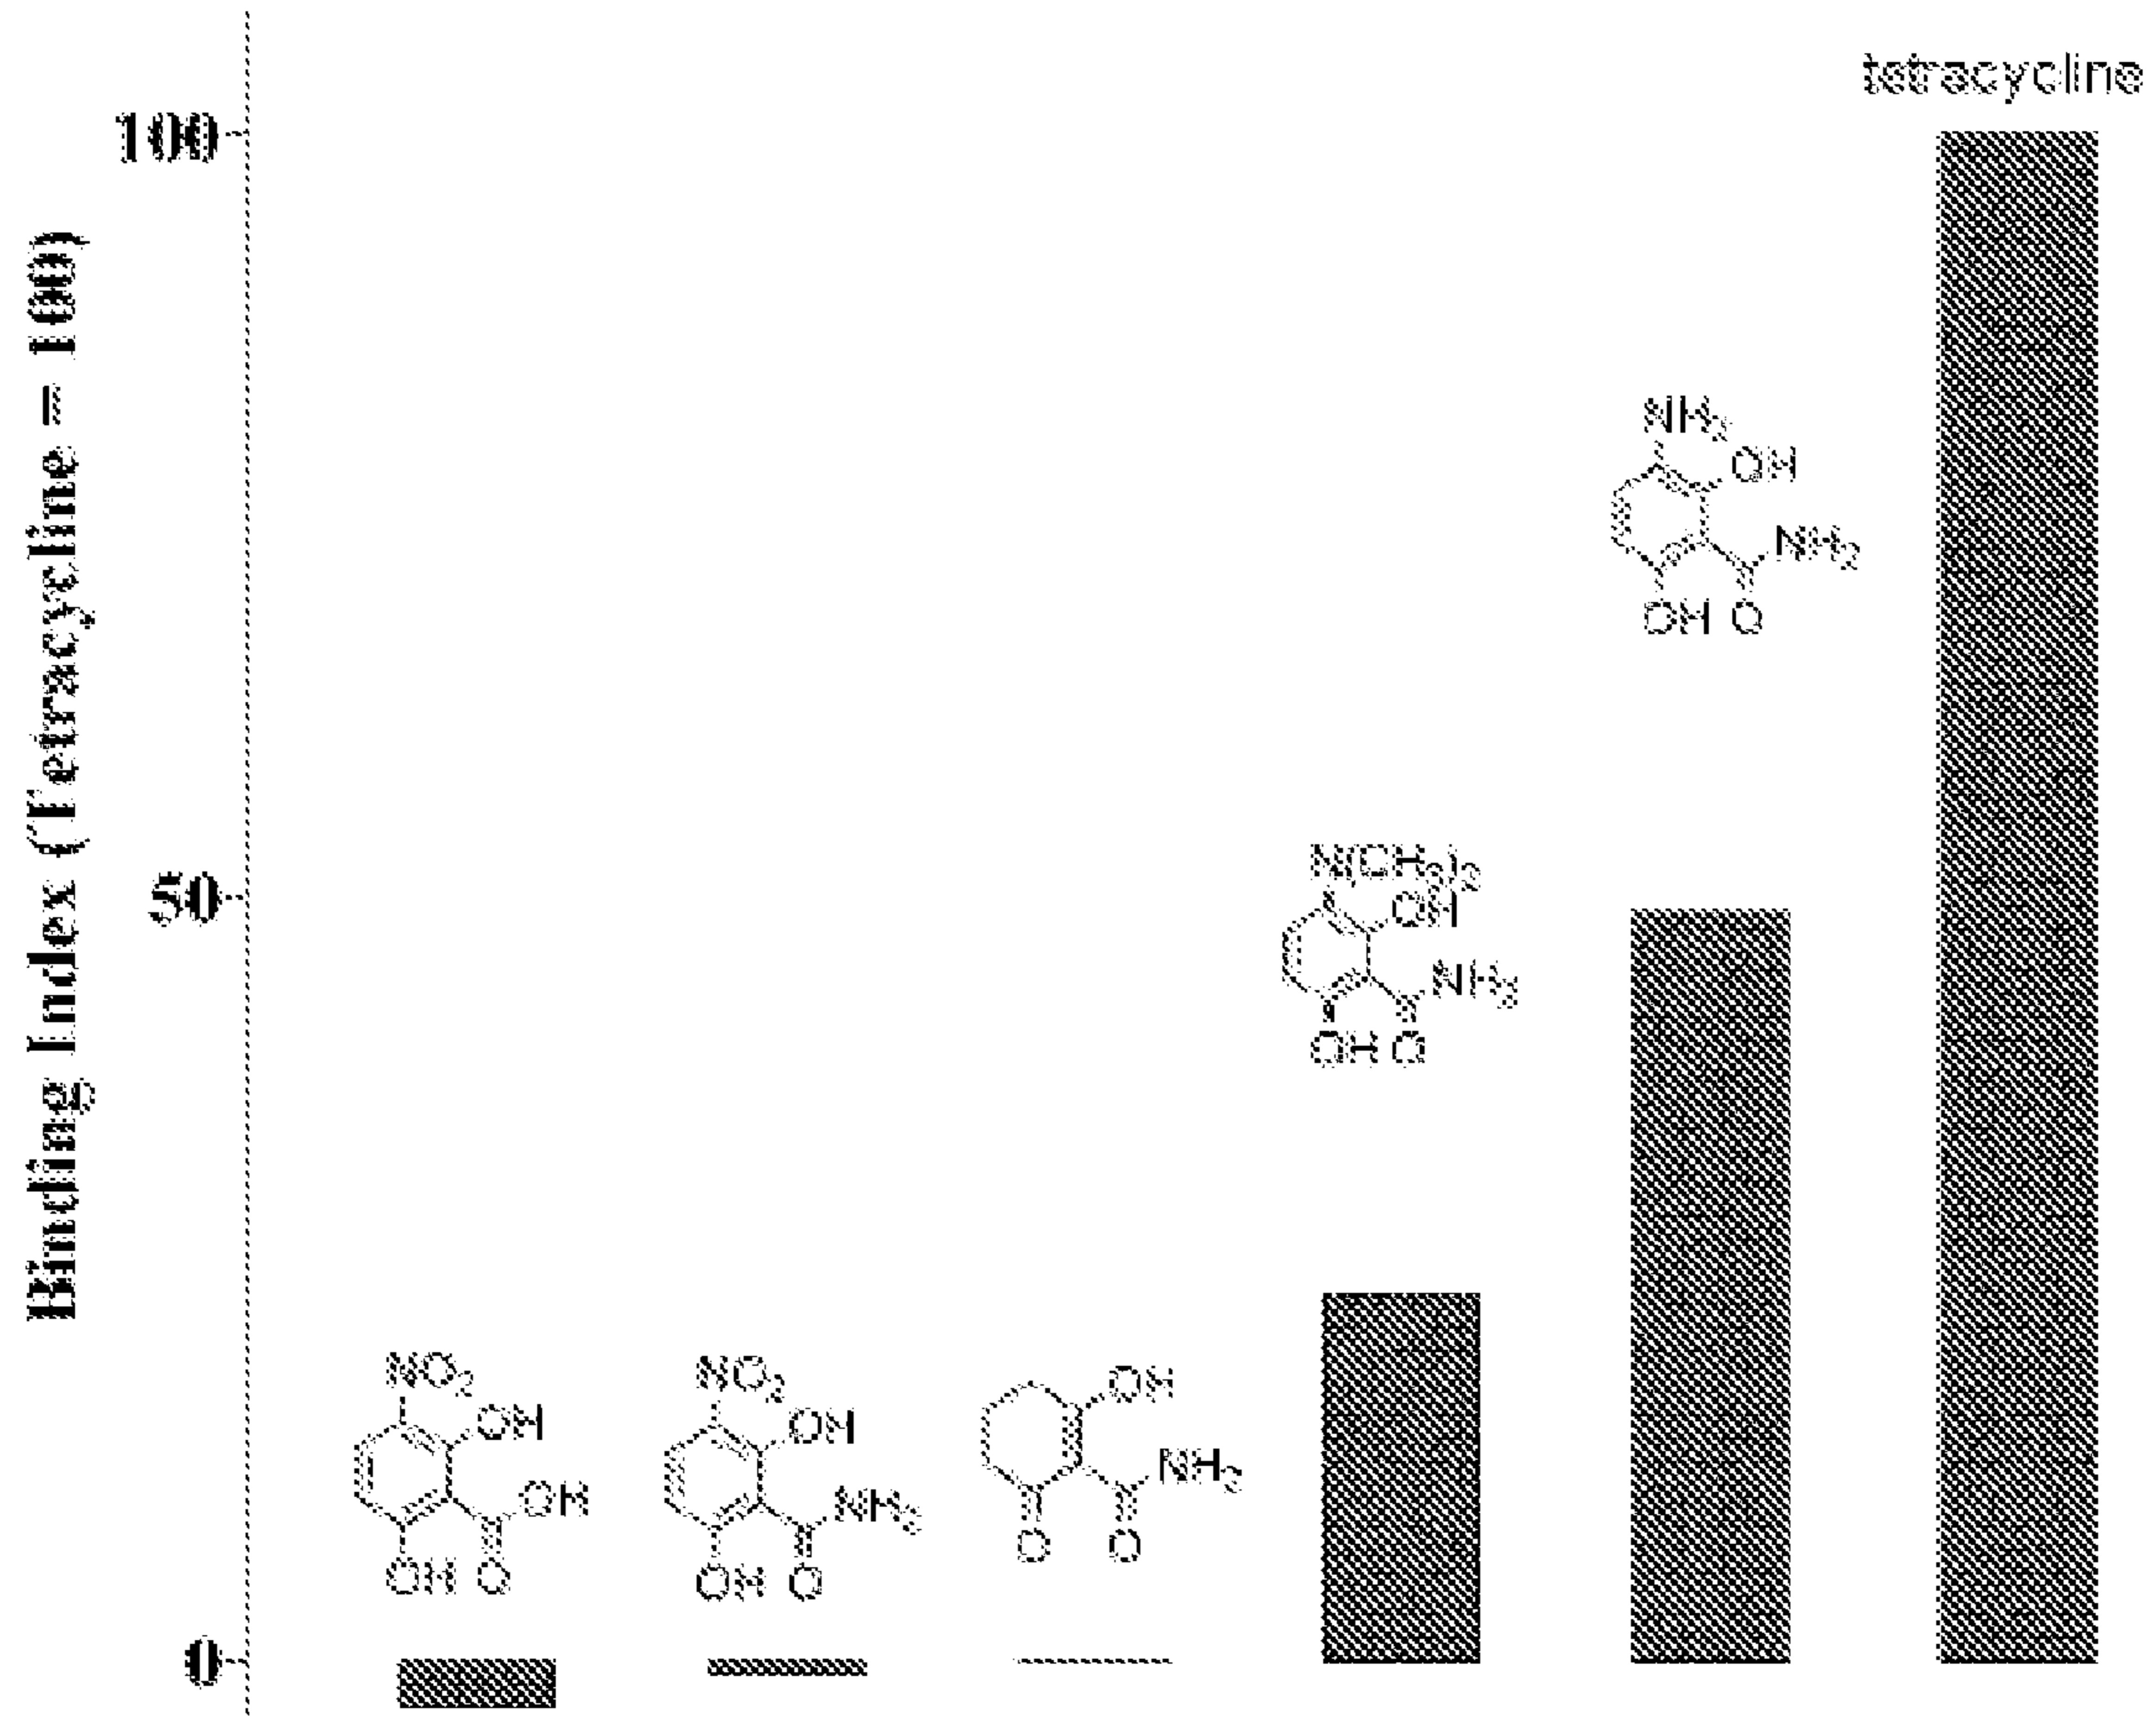 tetracycline
100
Binding Index (Tetracycline = 100)
NH₂
OH
NH₂
OH O
50
N(CH₃)₂
OH
NH₂
OH O
NO₂
OH
OH
OH O
NO₂
OH
NH₂
OH O
OH
NH₂
O O
0